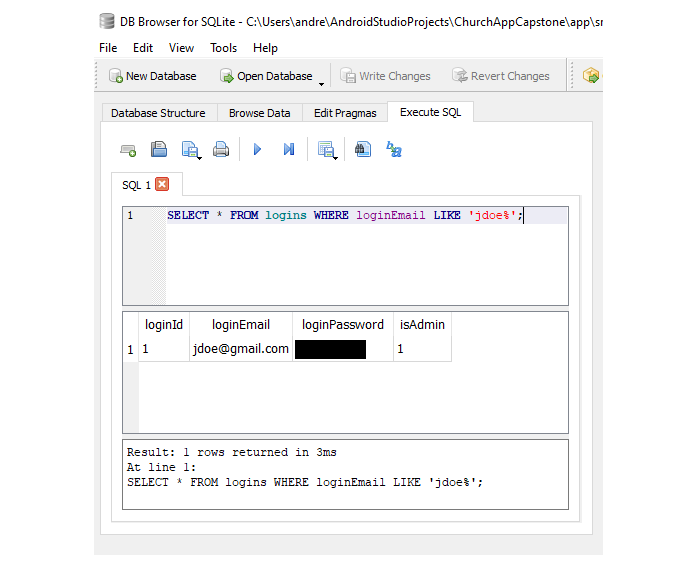 DB Browser for SQLite - C:\Users\andre\AndroidStudioProjects\ChurchAppCapstone\app\sr
File Edit View Tools Help
New Database Open Database Write Changes Revert Changes
Database Structure Browse Data Edit Pragmas Execute SQL
SQL 1
1 SELECT * FROM logins WHERE loginEmail LIKE 'jdoe%';
loginId loginEmail loginPassword isAdmin
1 1 jdoe@gmail.com 1
Result: 1 rows returned in 3ms
At line 1:
SELECT * FROM logins WHERE loginEmail LIKE 'jdoe%';